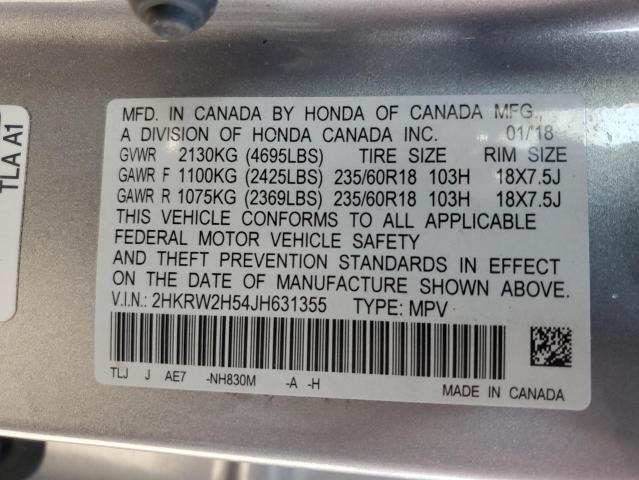 MFD. IN CANADA BY HONDA OF CANADA MFG.,
A DIVISION OF HONDA CANADA INC. 01/18
GVWR 2130KG (4695LBS) TIRE SIZE RIM SIZE
GAWR F 1100KG (2425LBS) 235/60R18 103H 18X7.5J
GAWR R 1075KG (2369LBS) 235/60R18 103H 18X7.5J
THIS VEHICLE CONFORMS TO ALL APPLICABLE
FEDERAL MOTOR VEHICLE SAFETY
AND THEFT PREVENTION STANDARDS IN EFFECT
ON THE DATE OF MANUFACTURE SHOWN ABOVE.
V.I.N.: 2HKRW2H54JH631355 TYPE: MPV
TLJ J AE7 -NH830M -A -H
MADE IN CANADA
TLA A1